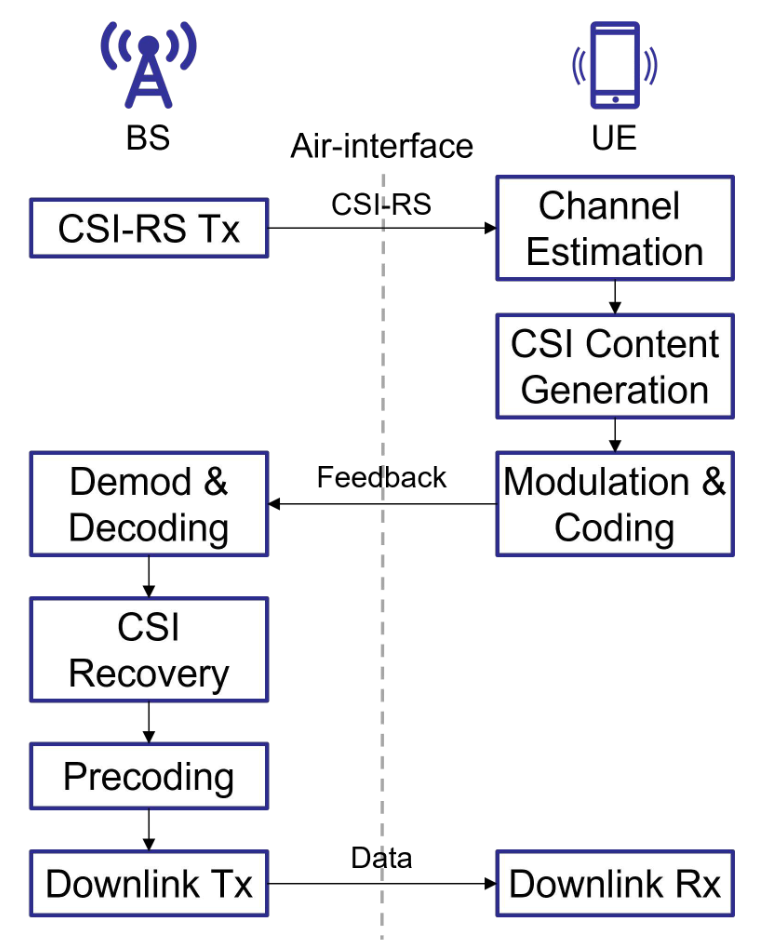 BS
Air-interface
UE
CSI-RS Tx
CSI-RS
Channel
Estimation
CSI Content
Generation
Demod &
Decoding
Feedback
Modulation &
Coding
CSI
Recovery
Precoding
Downlink Tx
Data
Downlink Rx